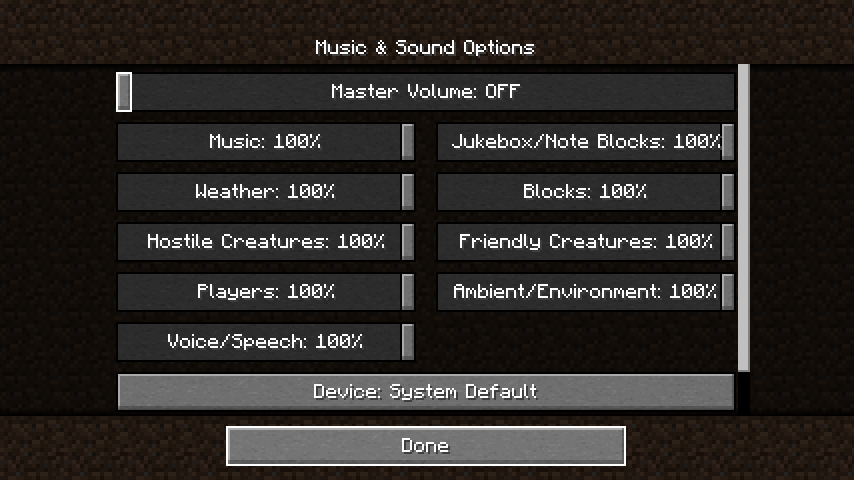 Music & Sound Options
Master Volume: OFF
Music: 100%
Jukebox/Note Blocks: 100%
Weather: 100%
Blocks: 100%
Hostile Creatures: 100%
Friendly Creatures: 100%
Players: 100%
Ambient/Environment: 100%
Voice/Speech: 100%
Device: System Default
Done